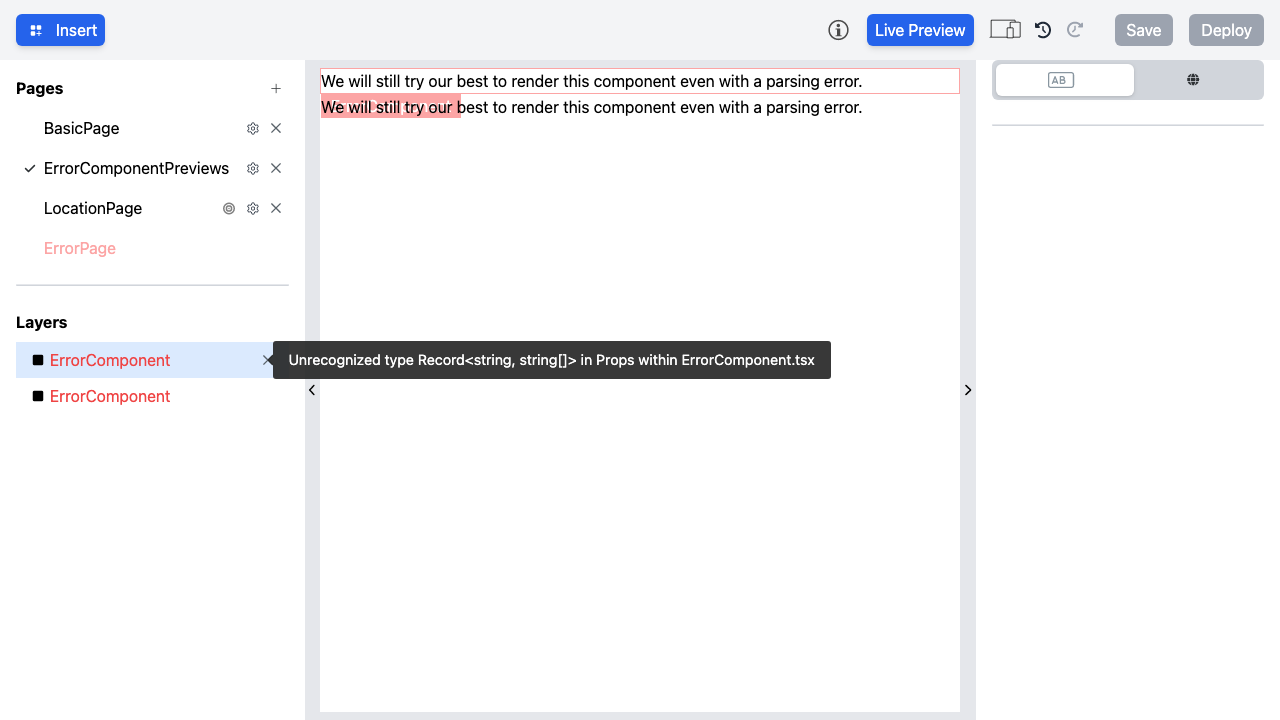 Insert
Live Preview
Save
Deploy
Pages
BasicPage
ErrorComponentPreviews
LocationPage
ErrorPage
Layers
ErrorComponent
ErrorComponent
We will still try our best to render this component even with a parsing error.
We will still try our best to render this component even with a parsing error.
Unrecognized type Record<string, string[]> in Props within ErrorComponent.tsx
AB